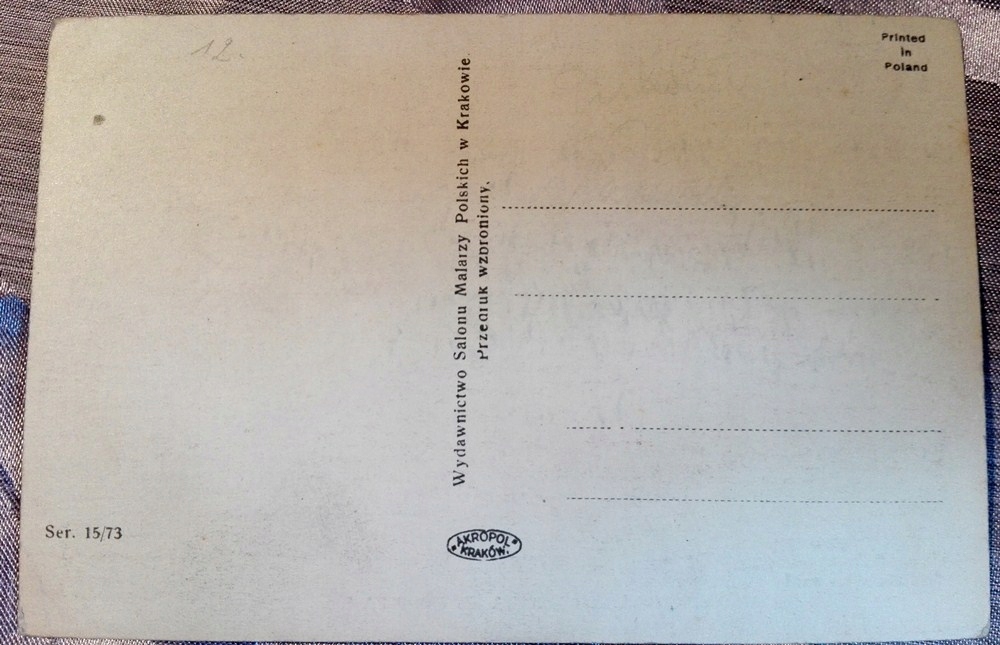 12.
Printed
in
Poland
Wydawnictwo Salonu Malarzy Polskich w Krakowie.
Przedruk wzbroniony.
Ser. 15/73
AKROPOL
KRAKÓW.